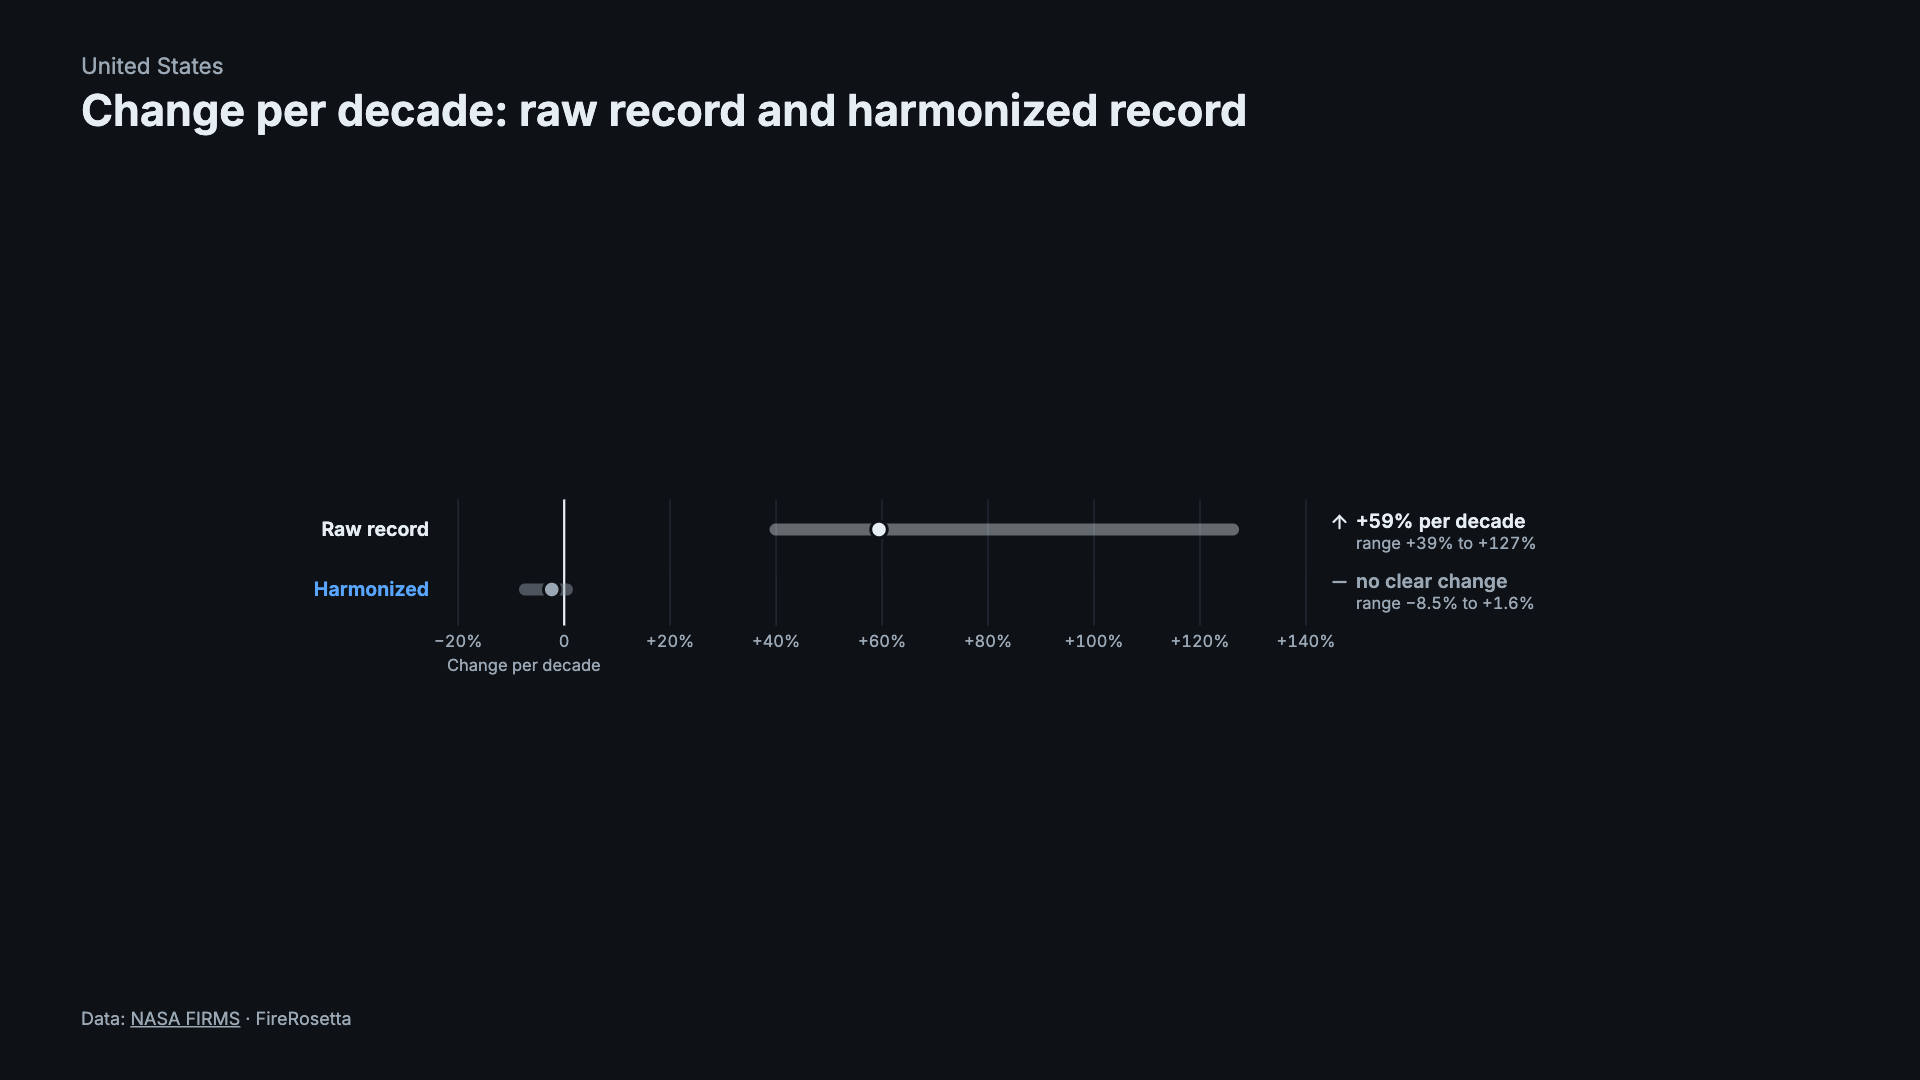 United States
Change per decade: raw record and harmonized record
Raw record
↑ +59% per decade
range +39% to +127%
Harmonized
— no clear change
range −8.5% to +1.6%
−20% 0 +20% +40% +60% +80% +100% +120% +140%
Change per decade
Data: NASA FIRMS · FireRosetta